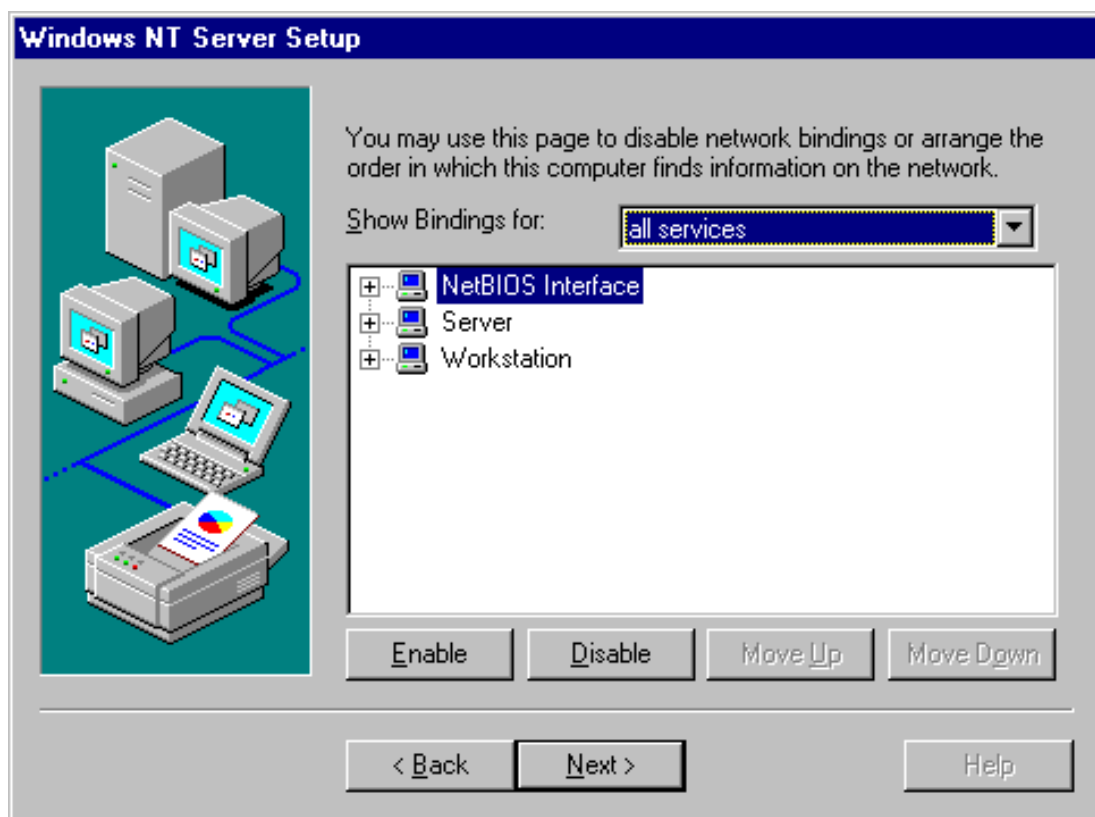 Windows NT Server Setup
You may use this page to disable network bindings or arrange the
order in which this computer finds information on the network.
Show Bindings for:
all services
NetBIOS Interface
Server
Workstation
Enable
Disable
Move Up
Move Down
< Back
Next >
Help